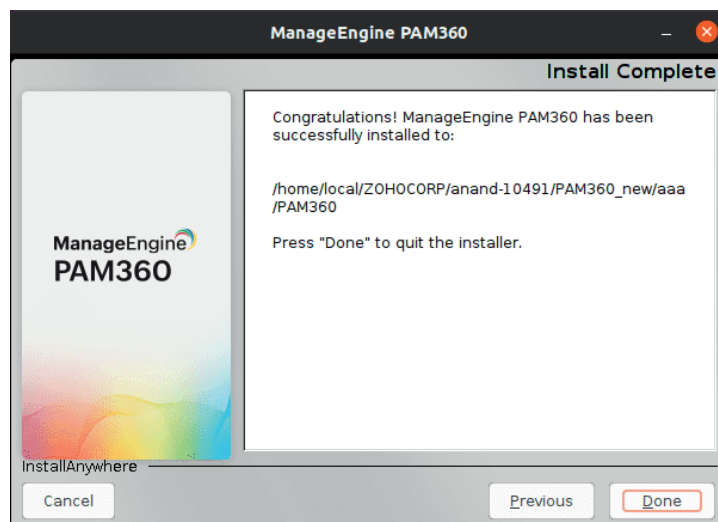 ManageEngine PAM360
Install Complete
Congratulations! ManageEngine PAM360 has been
successfully installed to:
/home/local/ZOHOCORP/anand-10491/PAM360_new/aaa
/PAM360
Press "Done" to quit the installer.
ManageEngine
PAM360
InstallAnywhere
Cancel
Previous
Done